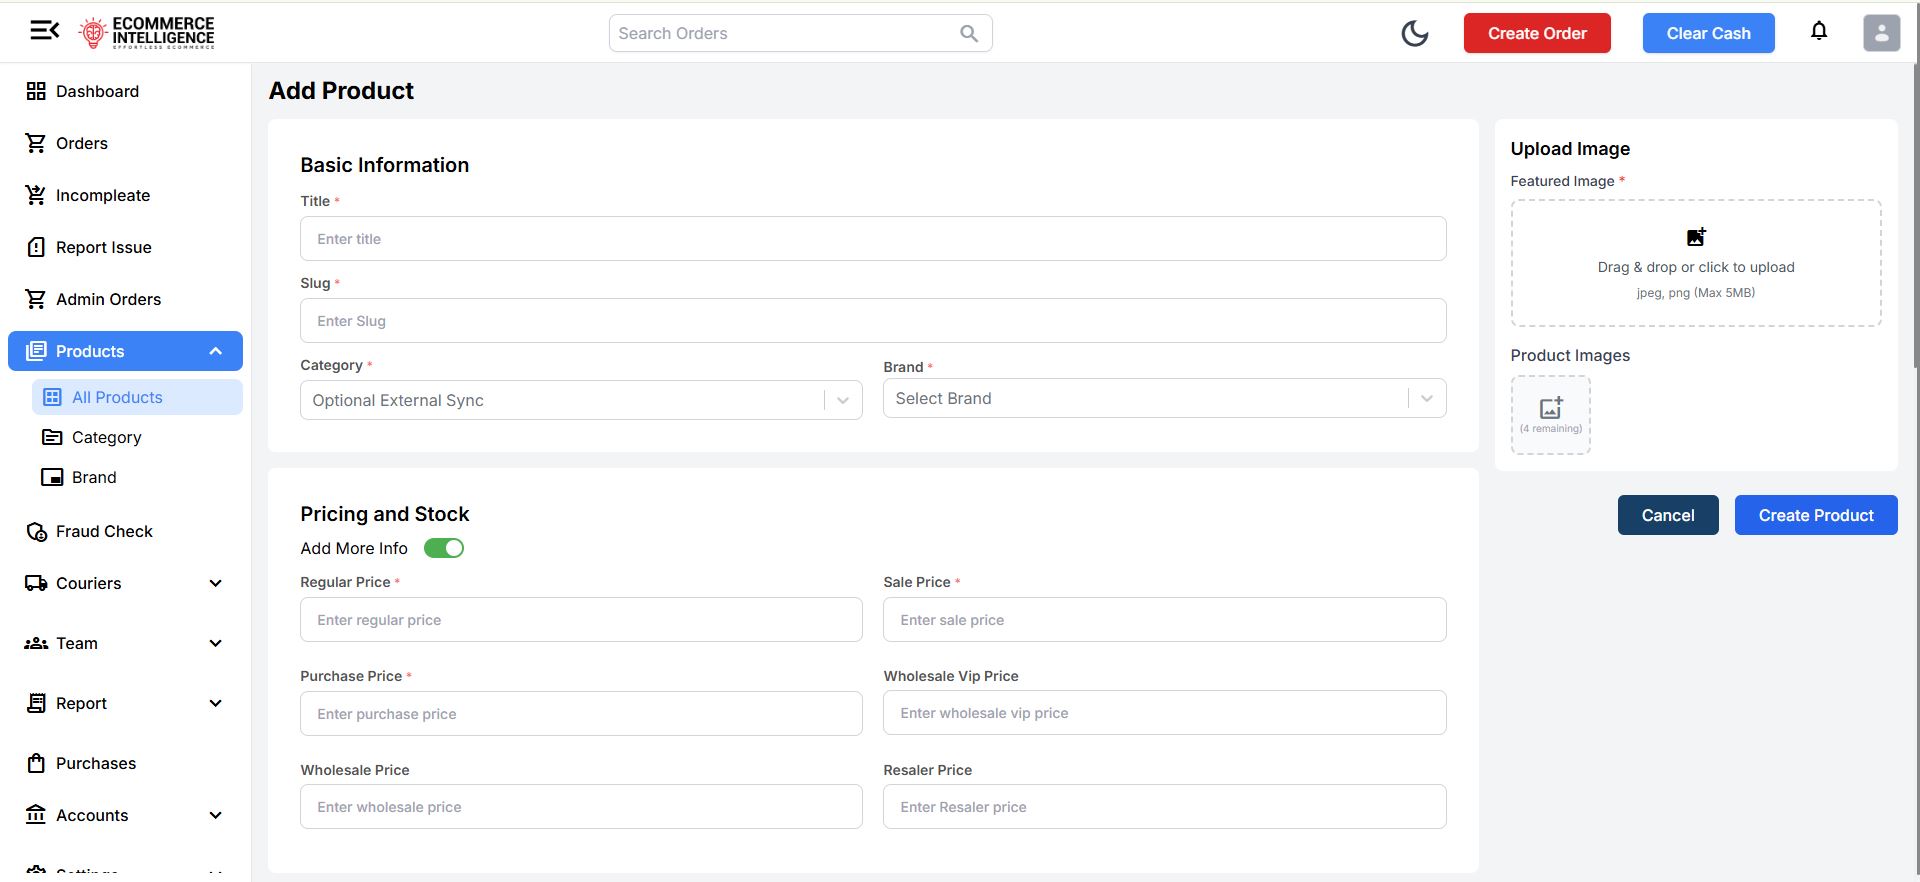 ECOMMERCE
INTELLIGENCE
EFFORTLESS ECOMMERCE
Search Orders
Create Order
Clear Cash
Dashboard
Orders
Incompleate
Report Issue
Admin Orders
Products
All Products
Category
Brand
Fraud Check
Couriers
Team
Report
Purchases
Accounts
Settings
Add Product
Basic Information
Title *
Enter title
Slug *
Enter Slug
Category *
Optional External Sync
Brand *
Select Brand
Pricing and Stock
Add More Info
Regular Price *
Enter regular price
Sale Price *
Enter sale price
Purchase Price *
Enter purchase price
Wholesale Vip Price
Enter wholesale vip price
Wholesale Price
Enter wholesale price
Resaler Price
Enter Resaler price
Upload Image
Featured Image *
Drag & drop or click to upload
jpeg, png (Max 5MB)
Product Images
(4 remaining)
Cancel
Create Product